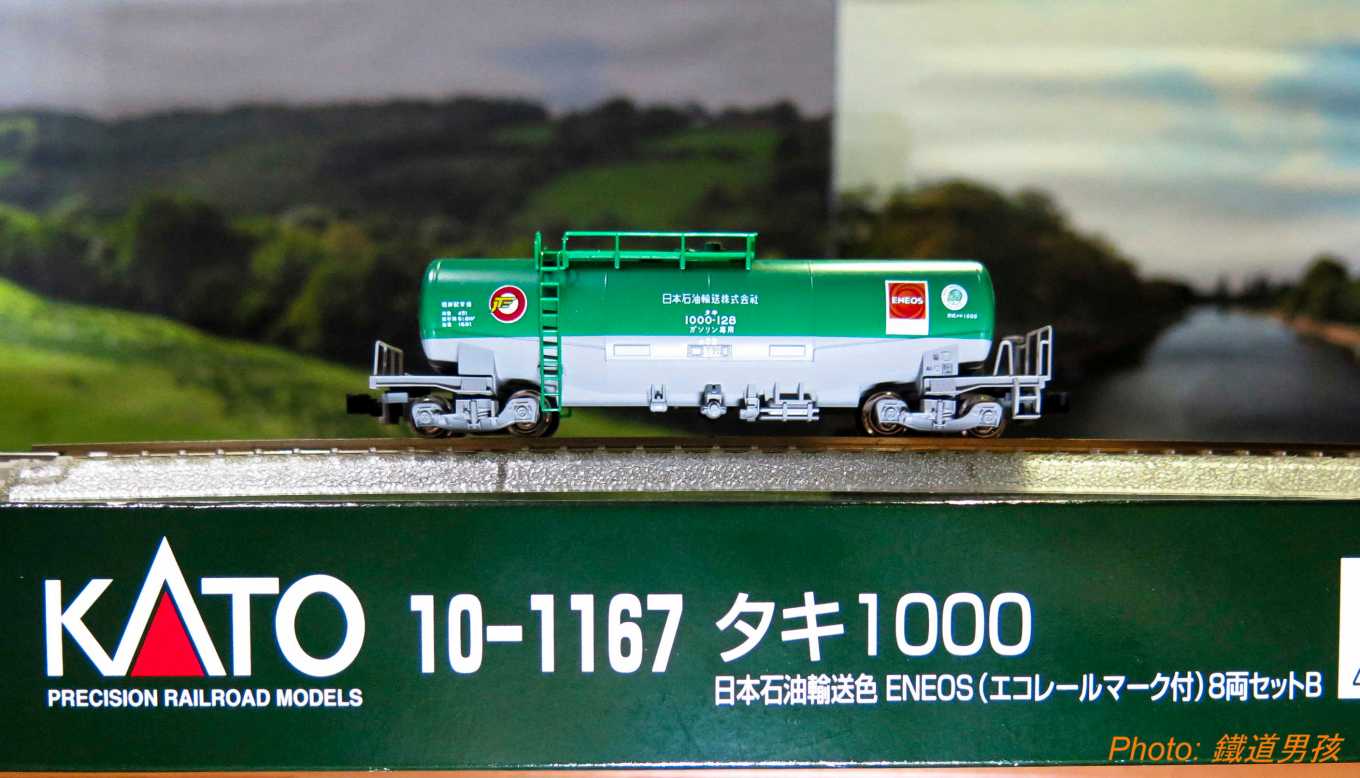 日本石油輸送株式会社
タキ
1000-128
ガソリン専用
ENEOS
KATO
PRECISION RAILROAD MODELS
10-1167 タキ1000
日本石油輸送色 ENEOS(エコレールマーク付)8両セットB
Photo: 鐵道男孩